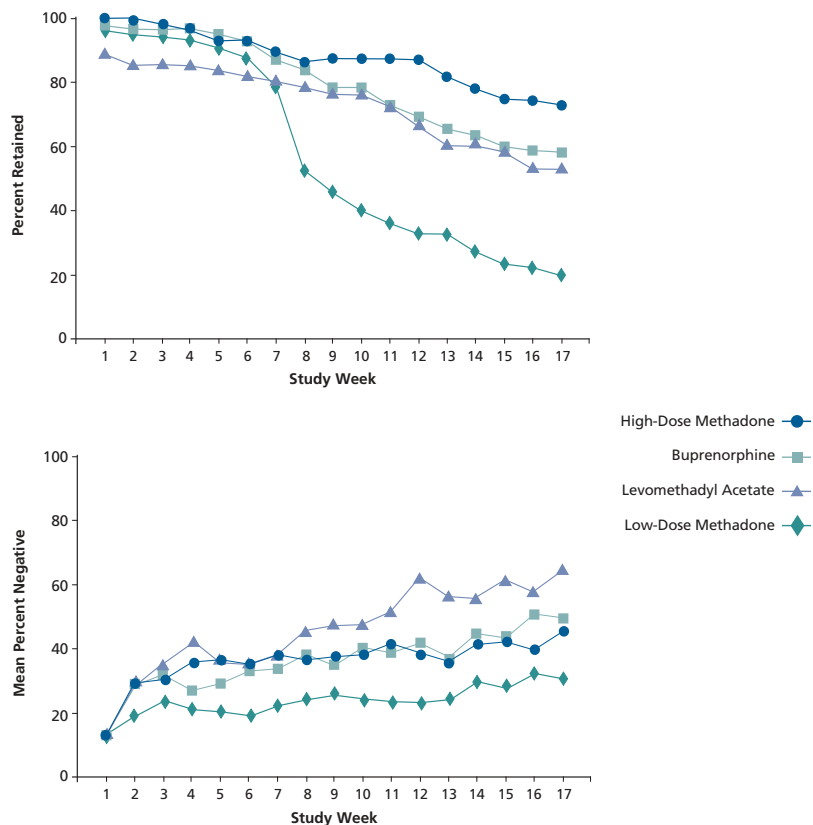 Percent Retained
100
80
60
40
20
0
1 2 3 4 5 6 7 8 9 10 11 12 13 14 15 16 17
Study Week
High-Dose Methadone
Buprenorphine
Levomethadyl Acetate
Low-Dose Methadone
Mean Percent Negative
100
80
60
40
20
0
1 2 3 4 5 6 7 8 9 10 11 12 13 14 15 16 17
Study Week